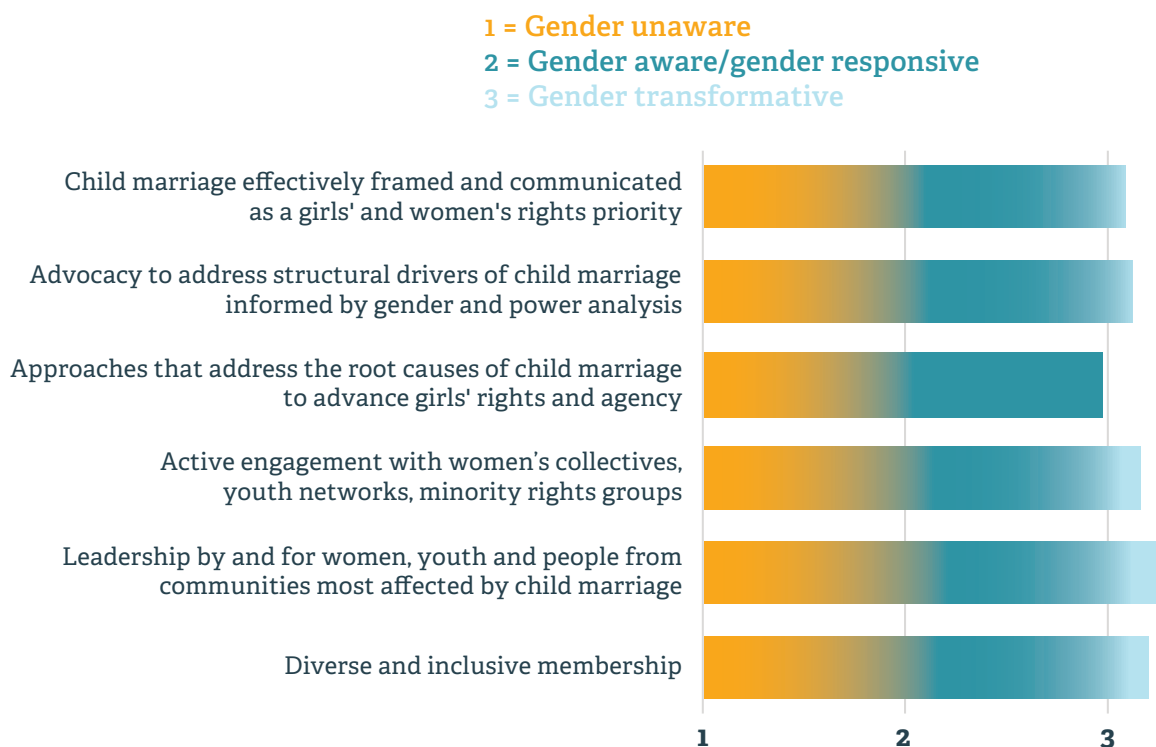 1 = Gender unaware
2 = Gender aware/gender responsive
3 = Gender transformative
Child marriage effectively framed and communicated
as a girls' and women's rights priority
Advocacy to address structural drivers of child marriage
informed by gender and power analysis
Approaches that address the root causes of child marriage
to advance girls' rights and agency
Active engagement with women’s collectives,
youth networks, minority rights groups
Leadership by and for women, youth and people from
communities most affected by child marriage
Diverse and inclusive membership
1 2 3